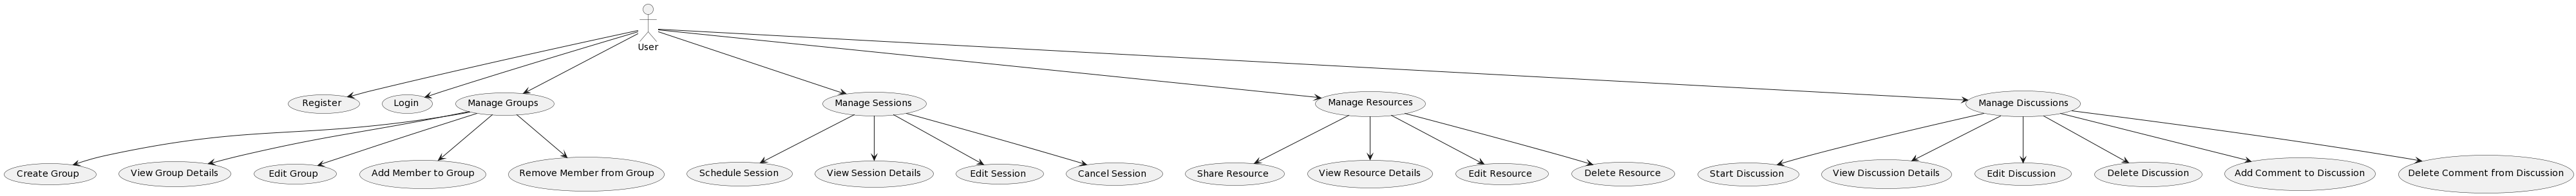 User
Register
Login
Manage Groups
Manage Sessions
Manage Resources
Manage Discussions
Create Group
View Group Details
Edit Group
Add Member to Group
Remove Member from Group
Schedule Session
View Session Details
Edit Session
Cancel Session
Share Resource
View Resource Details
Edit Resource
Delete Resource
Start Discussion
View Discussion Details
Edit Discussion
Delete Discussion
Add Comment to Discussion
Delete Comment from Discussion